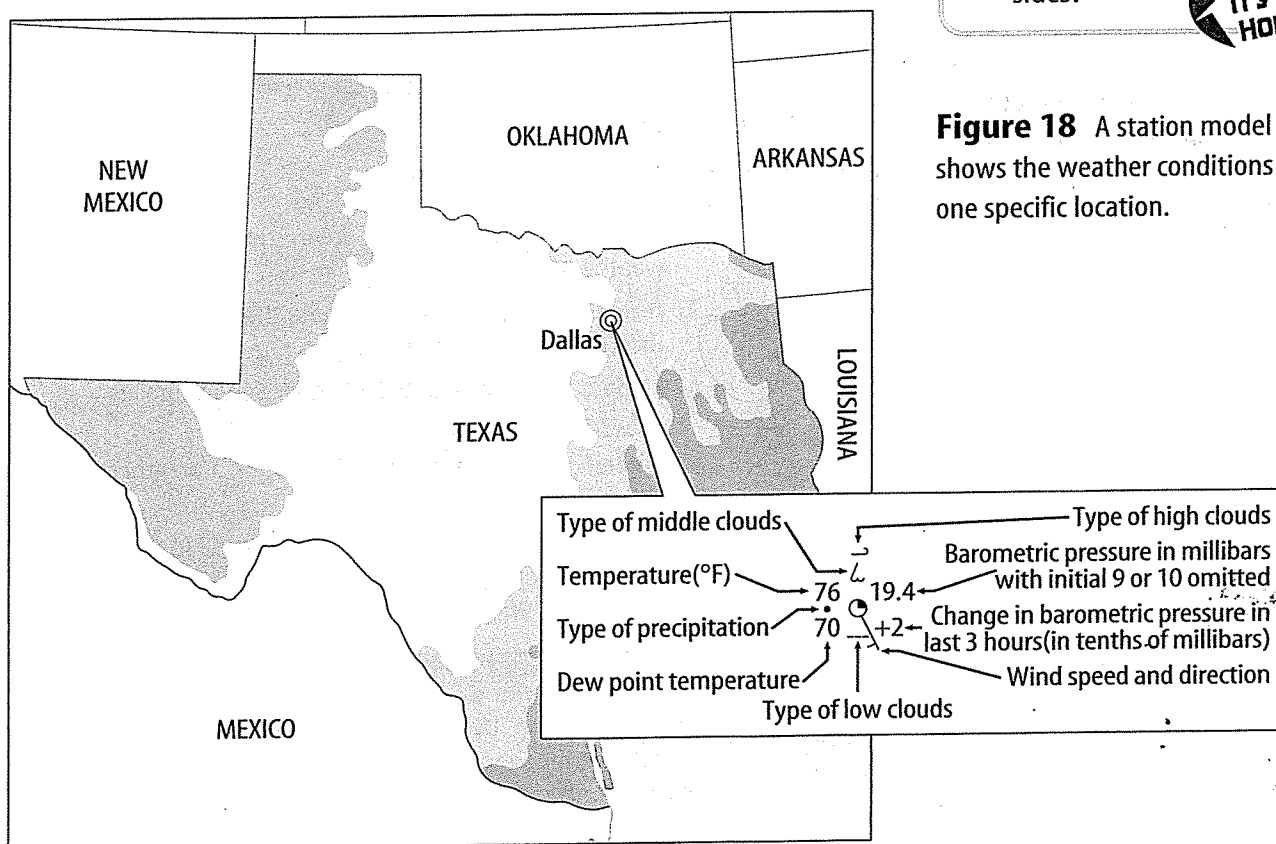 sides?
IT'S
Figure 18 A station model
shows the weather conditions
one specific location.
OKLAHOMA
ARKANSAS
NEW
MEXICO
Dallas
LOUISIANA
TEXAS
MEXICO
Type of middle clouds
Type of high clouds
Temperature(°F)
76
19.4
Barometric pressure in millibars
with initial 9 or 10 omitted
Type of precipitation
70
+2
Change in barometric pressure in
last 3 hours(in tenths of millibars)
Dew point temperature
Wind speed and direction
Type of low clouds